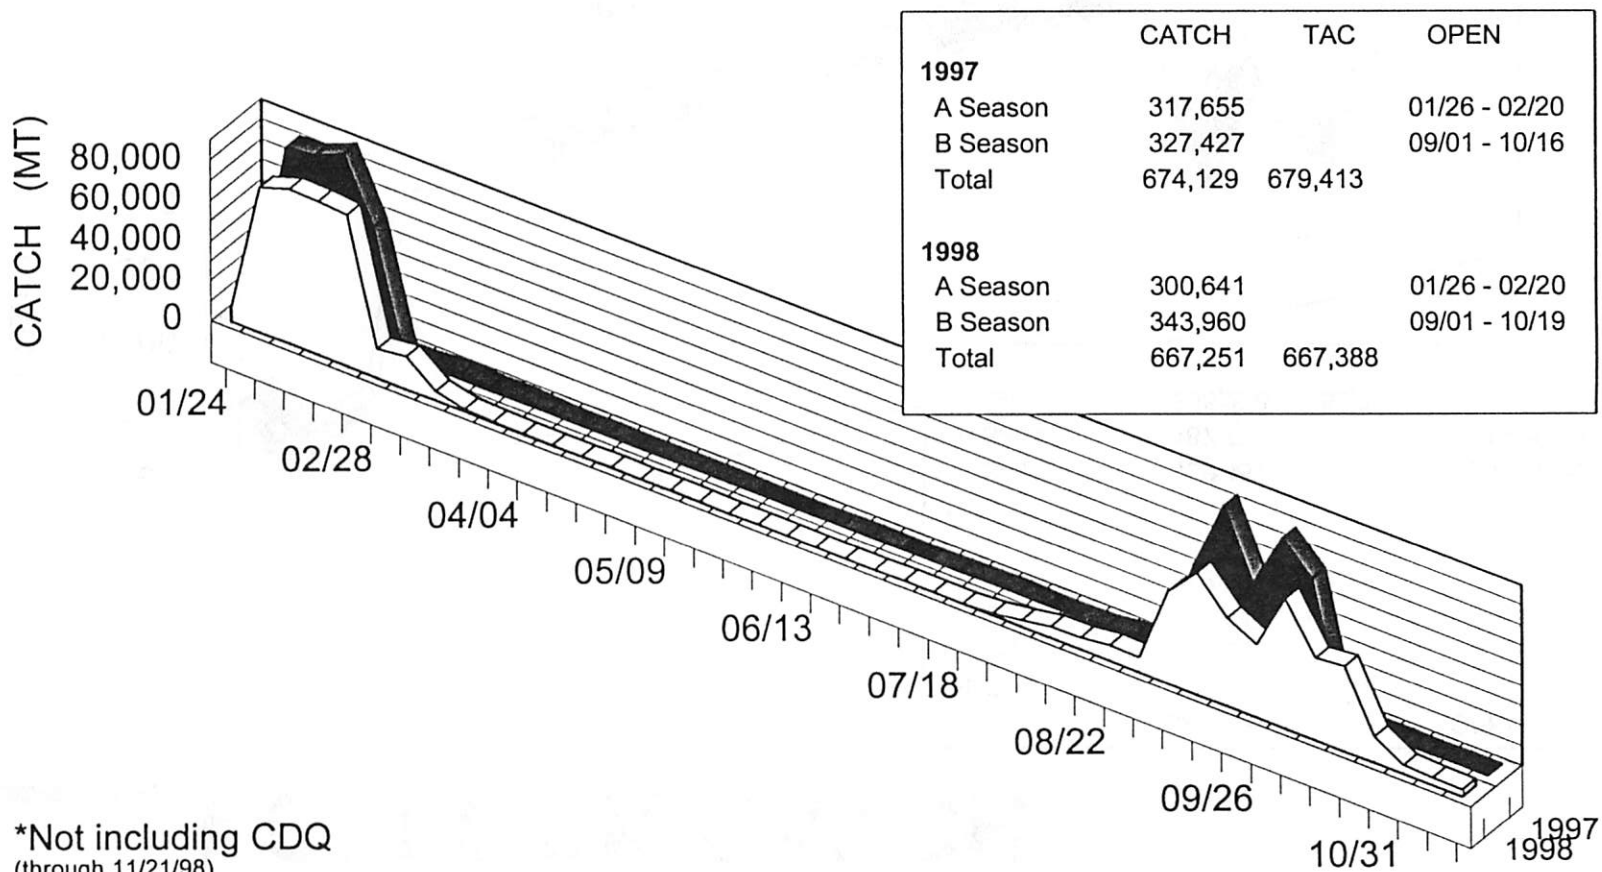 CATCH TAC OPEN
1997
A Season 317,655 01/26 - 02/20
B Season 327,427 09/01 - 10/16
Total 674,129 679,413
1998
A Season 300,641 01/26 - 02/20
B Season 343,960 09/01 - 10/19
Total 667,251 667,388
CATCH (MT)
80,000
60,000
40,000
20,000
0
01/24
02/28
04/04
05/09
06/13
07/18
08/22
09/26
10/31
1997
1998
*Not including CDQ
(through 11/21/98)